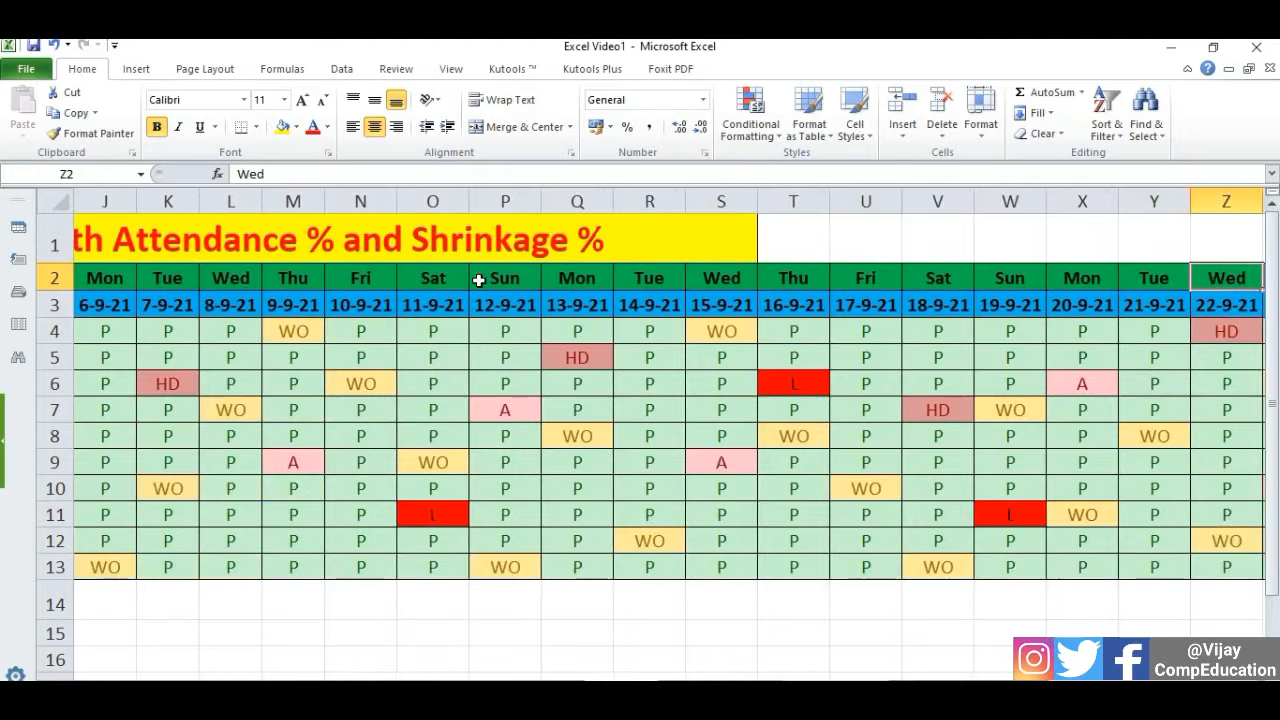 Excel Video1 - Microsoft Excel
File Home Insert Page Layout Formulas Data Review View Kutools ™ Kutools Plus Foxit PDF
Paste
Cut
Copy
Format Painter
Clipboard
Calibri 11
B I U
Font
Wrap Text
Merge & Center
Alignment
General
% ,
Number
Conditional Formatting
Format as Table
Cell Styles
Styles
Insert Delete Format
Cells
Σ AutoSum
Fill
Clear
Sort & Filter
Find & Select
Editing
Z2 fx Wed
J K L M N O P Q R S T U V W X Y Z
1 th Attendance % and Shrinkage %
2 Mon Tue Wed Thu Fri Sat Sun Mon Tue Wed Thu Fri Sat Sun Mon Tue Wed
3 6-9-21 7-9-21 8-9-21 9-9-21 10-9-21 11-9-21 12-9-21 13-9-21 14-9-21 15-9-21 16-9-21 17-9-21 18-9-21 19-9-21 20-9-21 21-9-21 22-9-21
4 P P P WO P P P P P WO P P P P P P HD
5 P P P P P P P HD P P P P P P P P P
6 P HD P P WO P P P P P L P P P A P P
7 P P WO P P P A P P P P P HD WO P P P
8 P P P P P P P WO P P WO P P P P WO P
9 P P P A P WO P P P A P P P P P P P
10 P WO P P P P P P P P P WO P P P P P
11 P P P P P L P P P P P P P L WO P P
12 P P P P P P P P WO P P P P P P P WO
13 WO P P P P P WO P P P P P WO P P P P
14
15
16
@Vijay
CompEducation